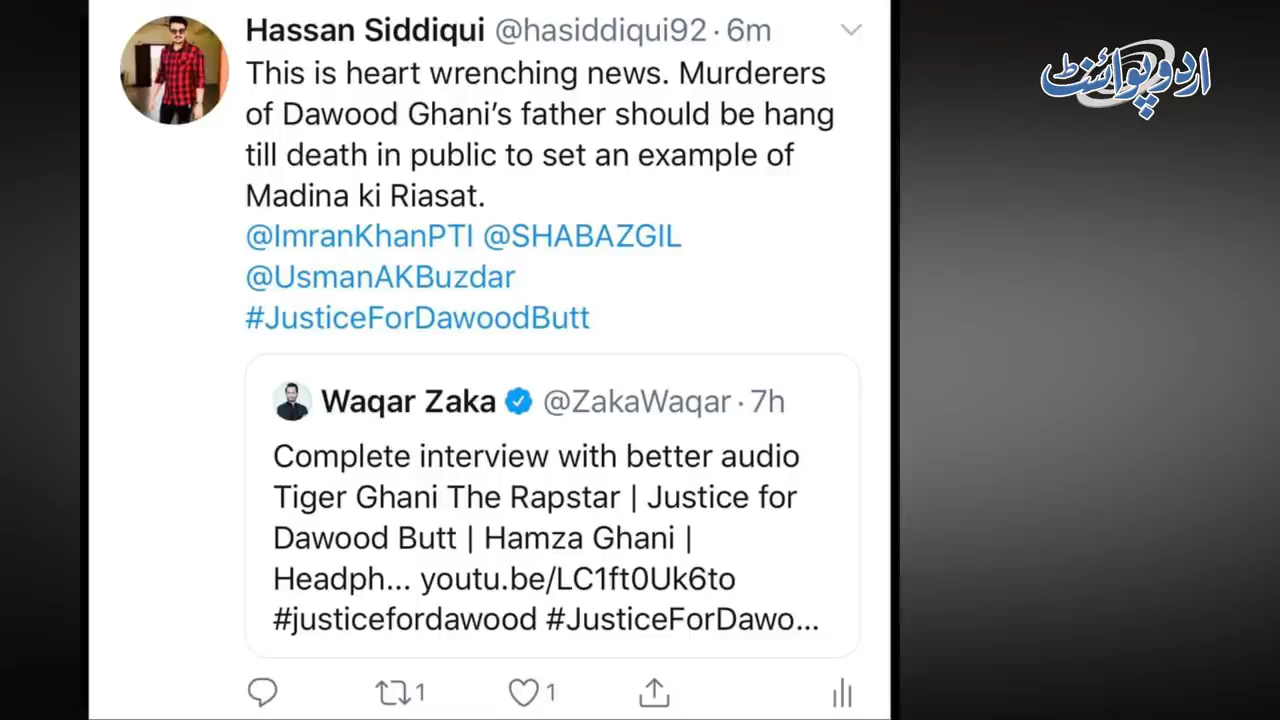 Hassan Siddiqui @hasiddiqui92 · 6m
This is heart wrenching news. Murderers
of Dawood Ghani’s father should be hang
till death in public to set an example of
Madina ki Riasat.
@ImranKhanPTI @SHABAZGIL
@UsmanAKBuzdar
#JusticeForDawoodButt
Waqar Zaka @ZakaWaqar · 7h
Complete interview with better audio
Tiger Ghani The Rapstar | Justice for
Dawood Butt | Hamza Ghani |
Headph... youtu.be/LC1ft0Uk6to
#justicefordawood #JusticeForDawo...
1 1
اردو پوائنٹ